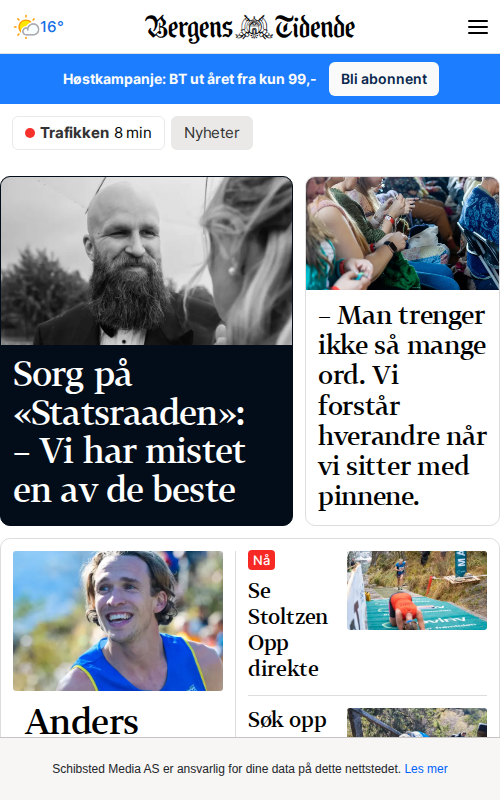 16°
Bergens Tidende
Høstkampanje: BT ut året fra kun 99,-
Bli abonnent
Trafikken 8 min
Nyheter
Sorg på
«Statsraaden»:
– Vi har mistet
en av de beste
– Man trenger
ikke så mange
ord. Vi
forstår
hverandre når
vi sitter med
pinnene.
Anders
Nå
Se
Stoltzen
Opp
direkte
Søk opp
Schibsted Media AS er ansvarlig for dine data på dette nettstedet. Les mer